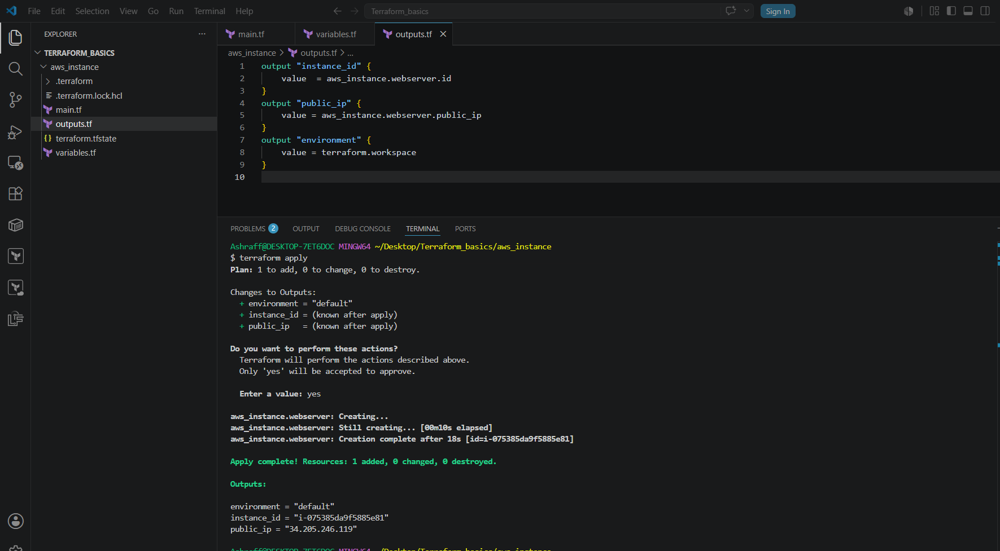 File Edit Selection View Go Run Terminal Help
Terraform_basics
Sign In
EXPLORER
TERRAFORM_BASICS
aws_instance
.terraform
.terraform.lock.hcl
main.tf
outputs.tf
terraform.tfstate
variables.tf
main.tf variables.tf outputs.tf
aws_instance > outputs.tf > ...
1 output "instance_id" {
2     value  = aws_instance.webserver.id
3 }
4 output "public_ip" {
5     value = aws_instance.webserver.public_ip
6 }
7 output "environment" {
8     value = terraform.workspace
9 }
10
PROBLEMS 2 OUTPUT DEBUG CONSOLE TERMINAL PORTS
Ashraff@DESKTOP-7ET6DOC MINGW64 ~/Desktop/Terraform_basics/aws_instance
$ terraform apply
Plan: 1 to add, 0 to change, 0 to destroy.
Changes to Outputs:
  + environment = "default"
  + instance_id = (known after apply)
  + public_ip   = (known after apply)
Do you want to perform these actions?
  Terraform will perform the actions described above.
  Only 'yes' will be accepted to approve.
  Enter a value: yes
aws_instance.webserver: Creating...
aws_instance.webserver: Still creating... [00m10s elapsed]
aws_instance.webserver: Creation complete after 18s [id=i-075385da9f5885e81]
Apply complete! Resources: 1 added, 0 changed, 0 destroyed.
Outputs:
environment = "default"
instance_id = "i-075385da9f5885e81"
public_ip = "34.205.246.119"
Ashraff@DESKTOP-7ET6DOC MINGW64 ~/Desktop/Terraform_basics/aws_instance